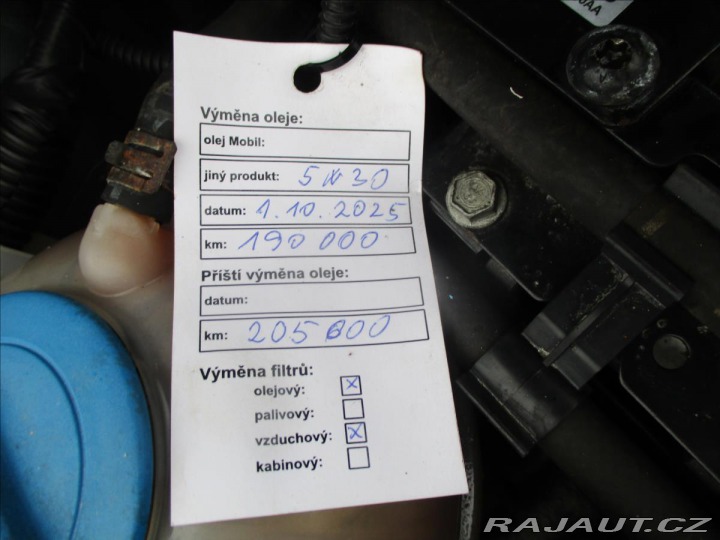 0AA
Výměna oleje:
olej Mobil:
jiný produkt: 5W30
datum: 1.10.2025
km: 190 000
Příští výměna oleje:
datum:
km: 205 000
Výměna filtrů:
olejový: x
palivový:
vzduchový: x
kabinový:
RAJAUT.CZ